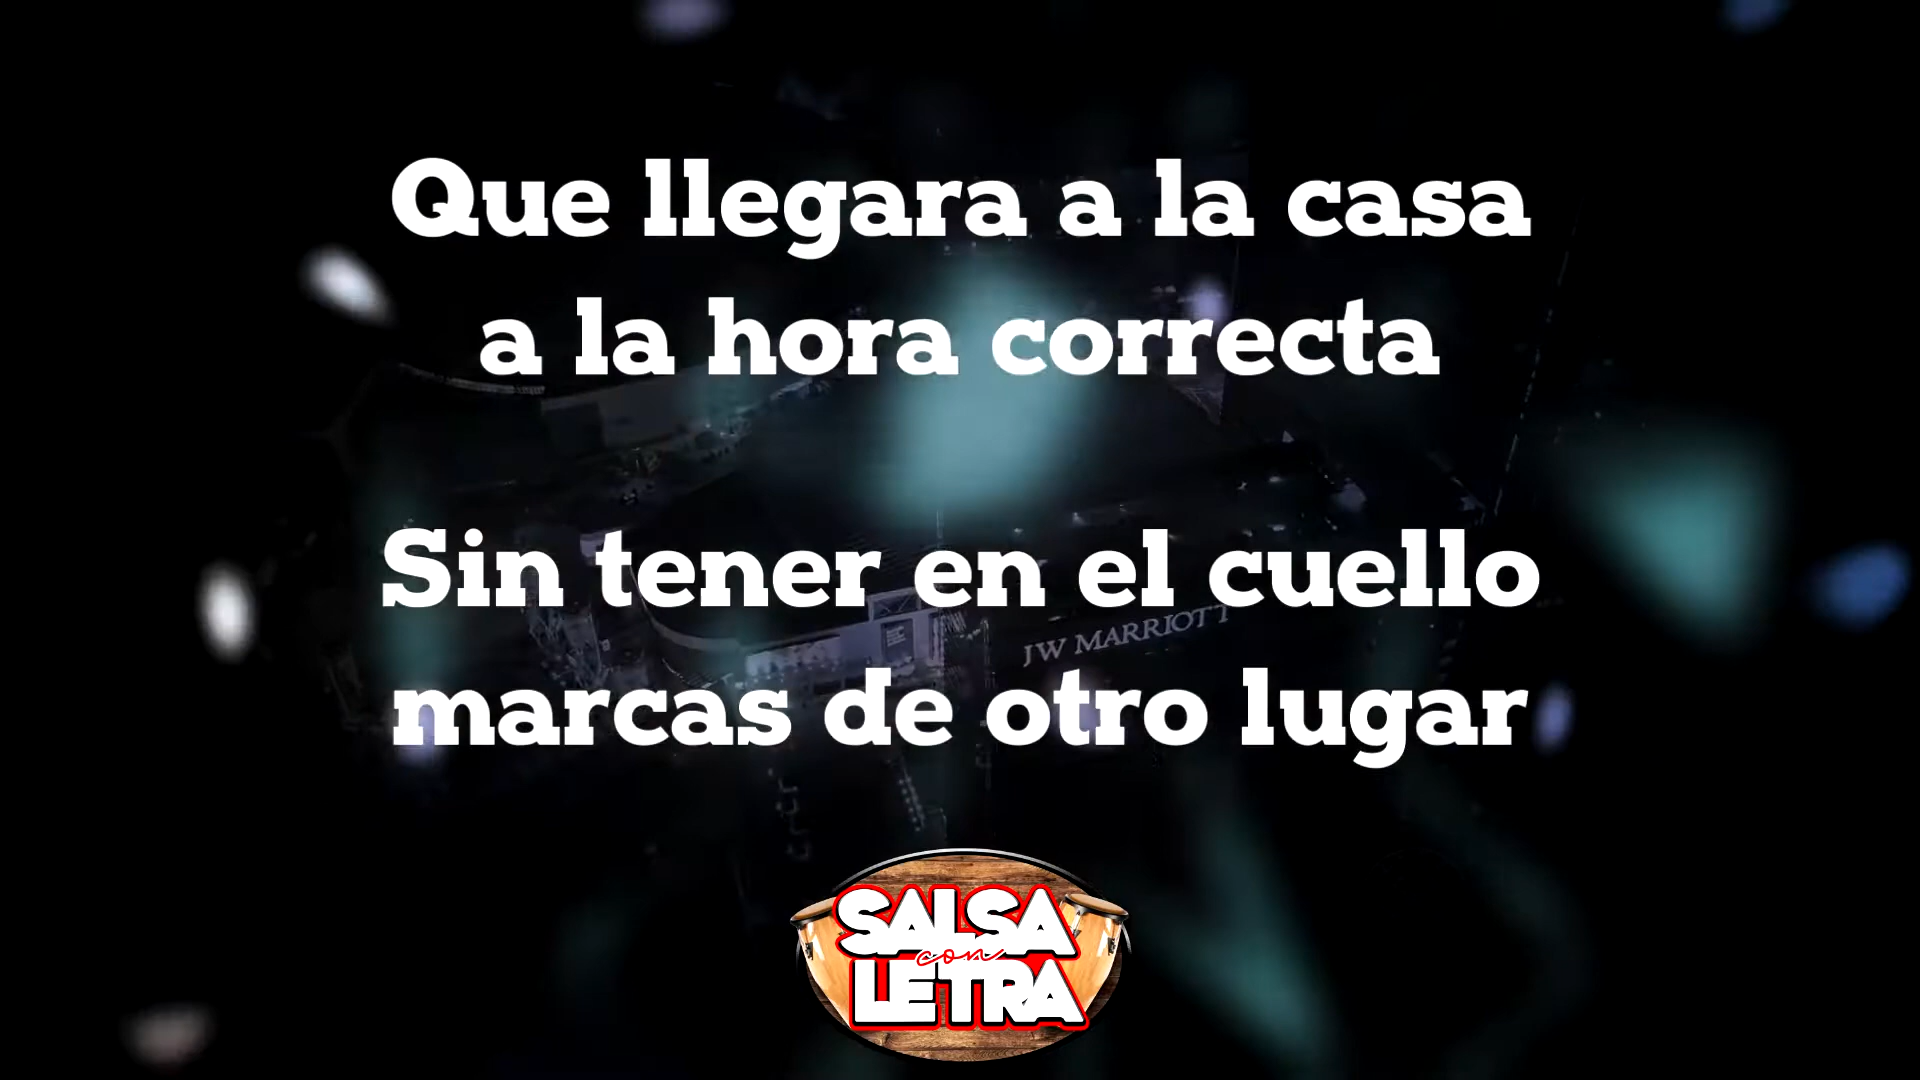 Que llegara a la casa
a la hora correcta
Sin tener en el cuello
JW MARRIOTT
marcas de otro lugar
SALSA
con
LETRA